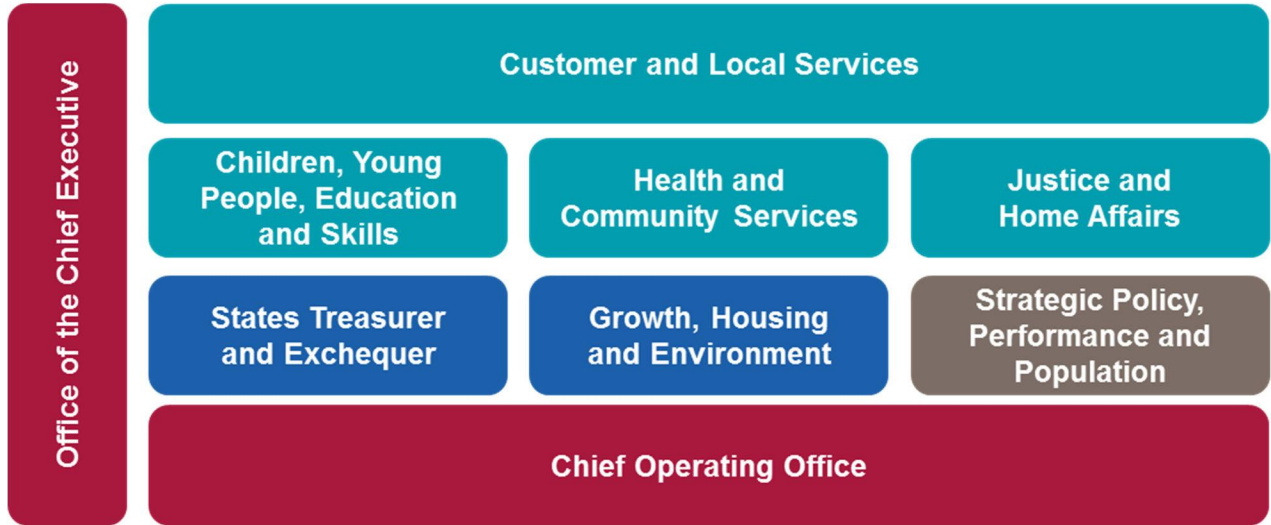 Office of the Chief Executive
Customer and Local Services
Children, Young
People, Education
and Skills
Health and
Community Services
Justice and
Home Affairs
States Treasurer
and Exchequer
Growth, Housing
and Environment
Strategic Policy,
Performance and
Population
Chief Operating Office